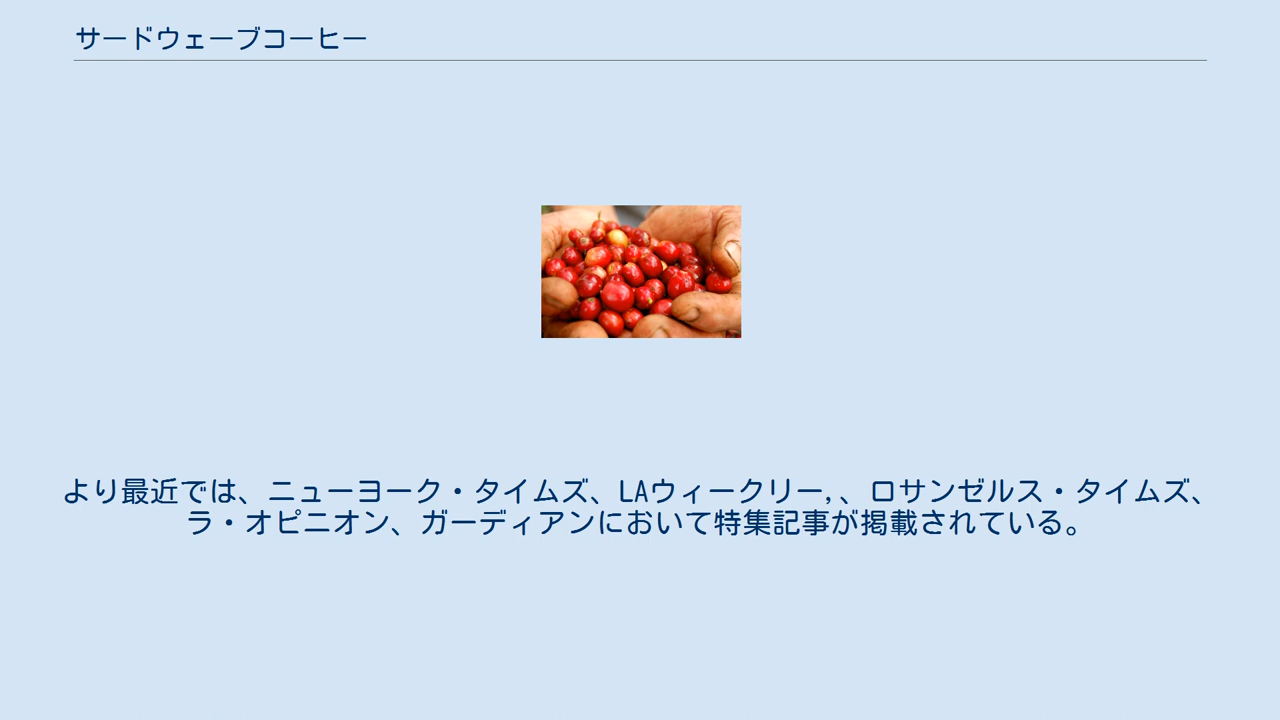 サードウェーブコーヒー
より最近では、ニューヨーク・タイムズ、LAウィークリー,、ロサンゼルス・タイムズ、
ラ・オピニオン、ガーディアンにおいて特集記事が掲載されている。